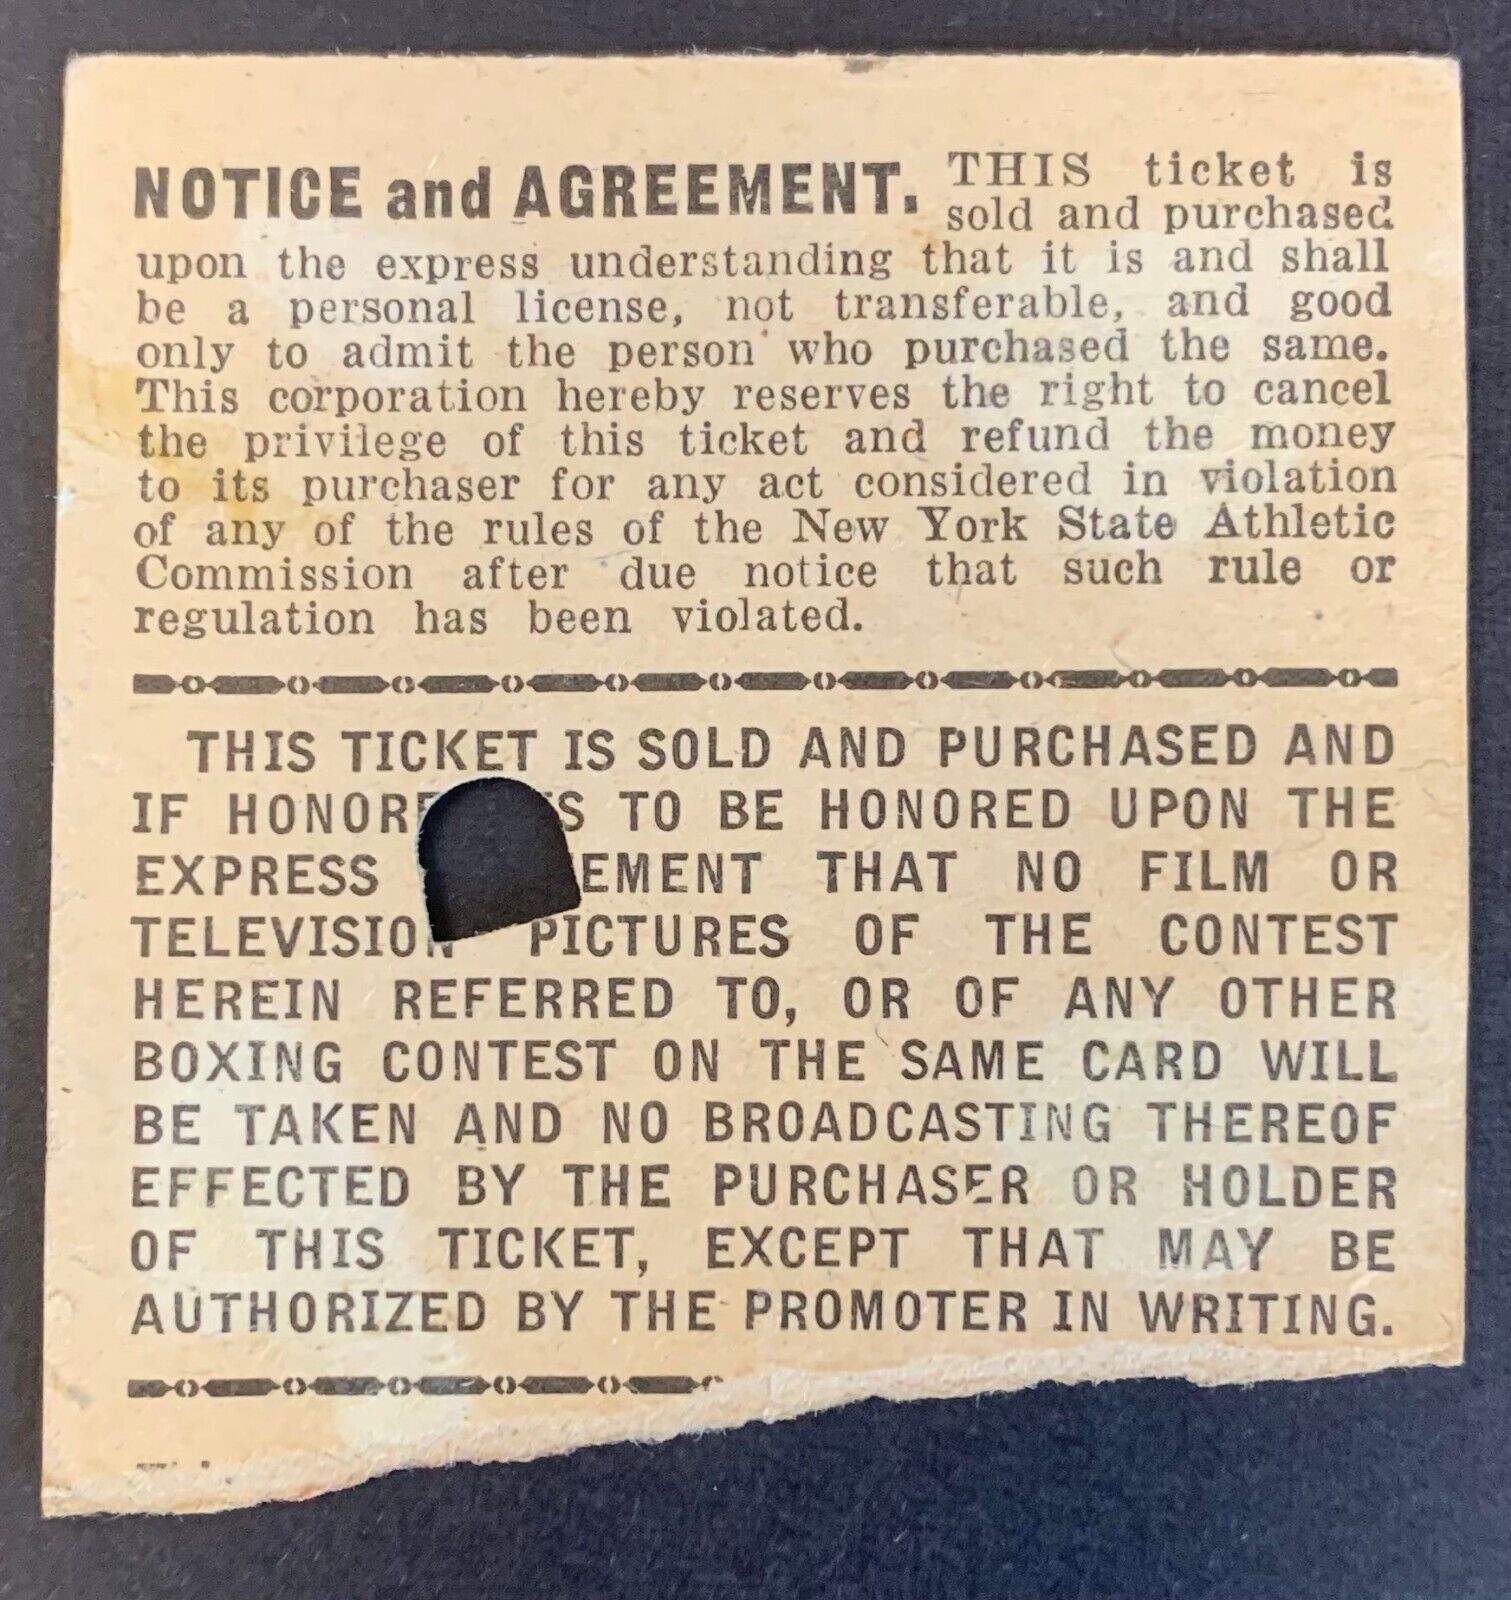 NOTICE and AGREEMENT. THIS ticket is
sold and purchased
upon the express understanding that it is and shall
be a personal license, not transferable, and good
only to admit the person who purchased the same.
This corporation hereby reserves the right to cancel
the privilege of this ticket and refund the money
to its purchaser for any act considered in violation
of any of the rules of the New York State Athletic
Commission after due notice that such rule or
regulation has been violated.
THIS TICKET IS SOLD AND PURCHASED AND
IF TO BE HONORED UPON THE
EXPRESS THAT NO FILM OR
TELEVISION PICTURES OF THE CONTEST
HEREIN REFERRED TO, OR OF ANY OTHER
BOXING CONTEST ON THE SAME CARD WILL
BE TAKEN AND NO BROADCASTING THEREOF
EFFECTED BY THE PURCHASER OR HOLDER
OF THIS TICKET, EXCEPT THAT MAY BE
AUTHORIZED BY THE PROMOTER IN WRITING.